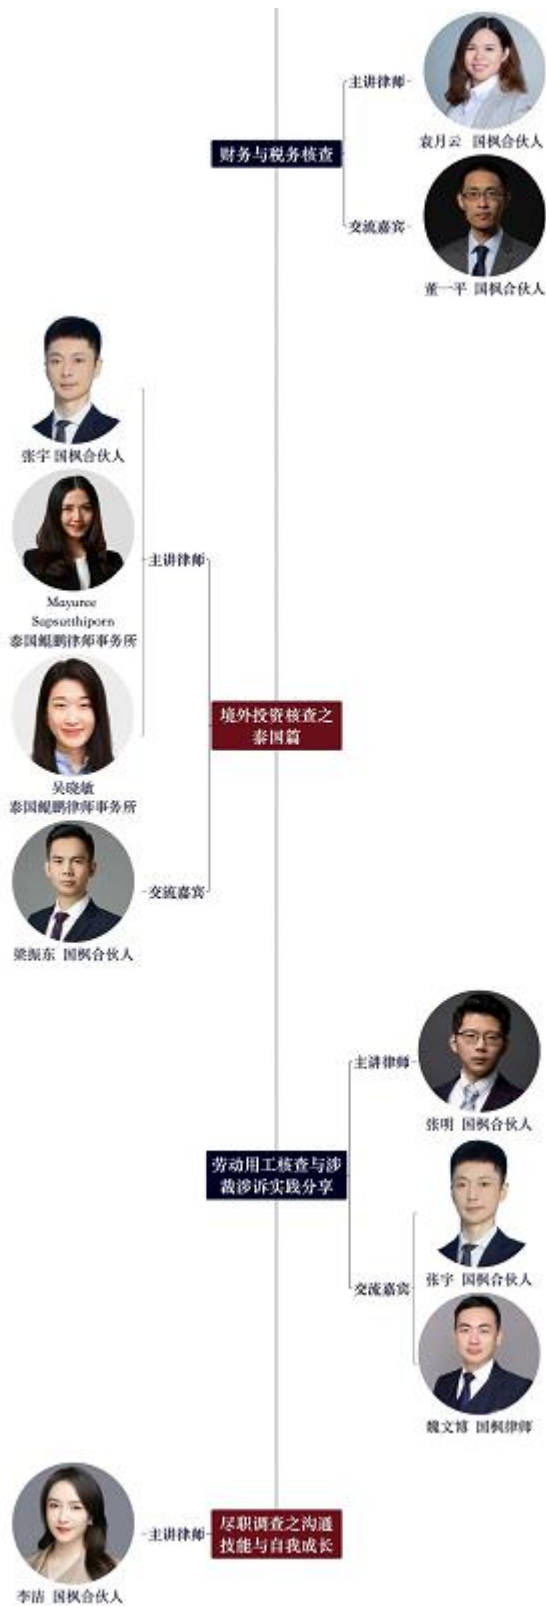 主讲律师
袁月云 国枫合伙人
财务与税务核查
交流嘉宾
董一平 国枫合伙人
张宇 国枫合伙人
主讲律师
Mayuree
Sapsutthiporn
泰国鲲鹏律师事务所
境外投资核查之
泰国篇
吴晓敏
泰国鲲鹏律师事务所
交流嘉宾
梁振东 国枫合伙人
主讲律师
张明 国枫合伙人
劳动用工核查与涉
裁涉诉实践分享
张宇 国枫合伙人
交流嘉宾
魏文博 国枫律师
主讲律师
尽职调查之沟通
技能与自我成长
李洁 国枫合伙人